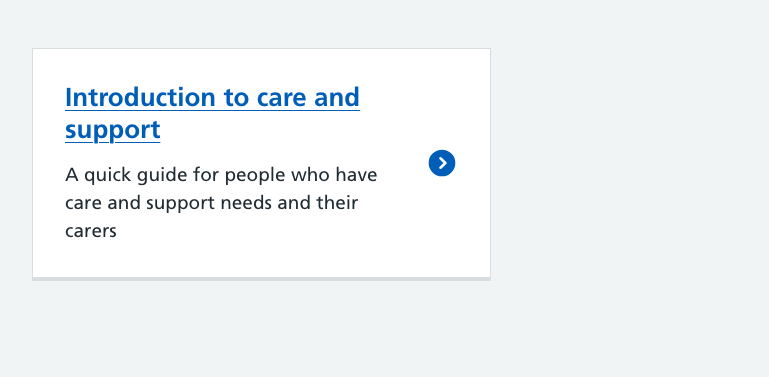 Introduction to care and
support
A quick guide for people who have
care and support needs and their
carers